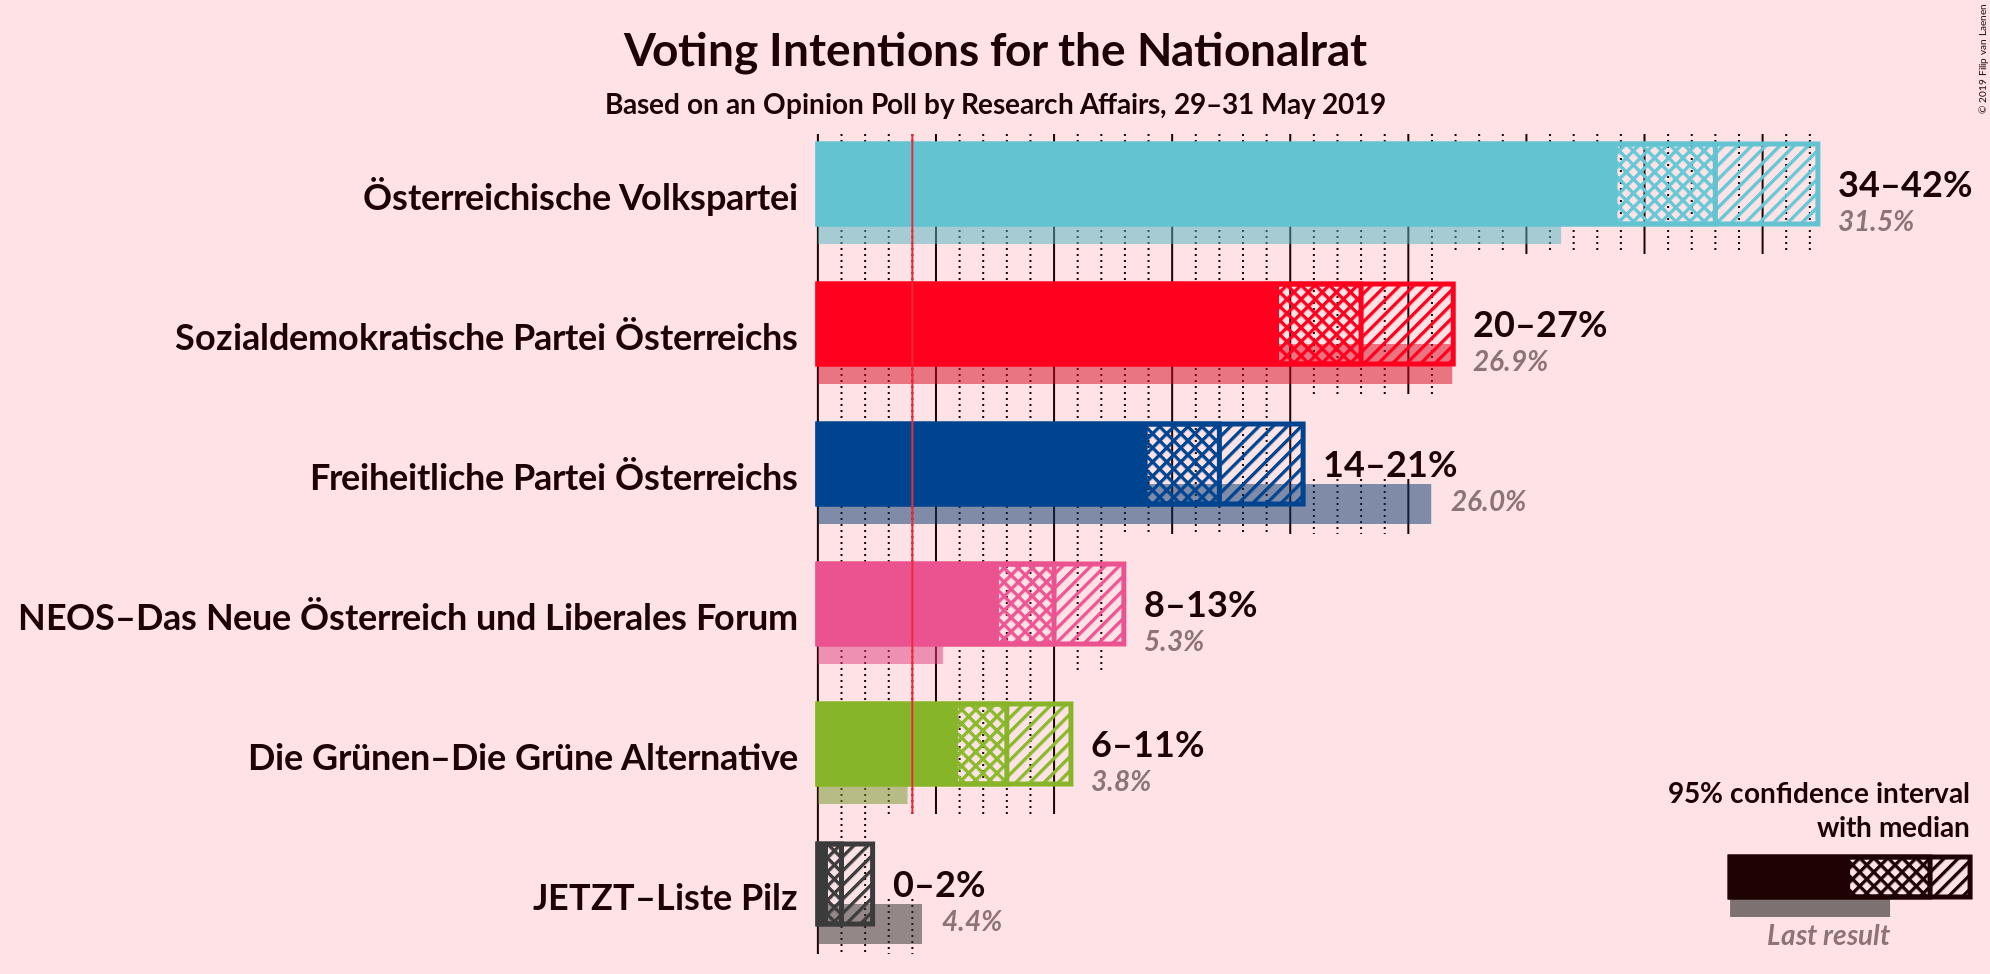 Voting Intentions for the Nationalrat
Based on an Opinion Poll by Research Affairs, 29–31 May 2019
© 2019 Filip van Laenen
Österreichische Volkspartei
34–42%
31.5%
Sozialdemokratische Partei Österreichs
20–27%
26.9%
Freiheitliche Partei Österreichs
14–21%
26.0%
NEOS–Das Neue Österreich und Liberales Forum
8–13%
5.3%
Die Grünen–Die Grüne Alternative
6–11%
3.8%
JETZT–Liste Pilz
0–2%
4.4%
95% confidence interval
with median
Last result